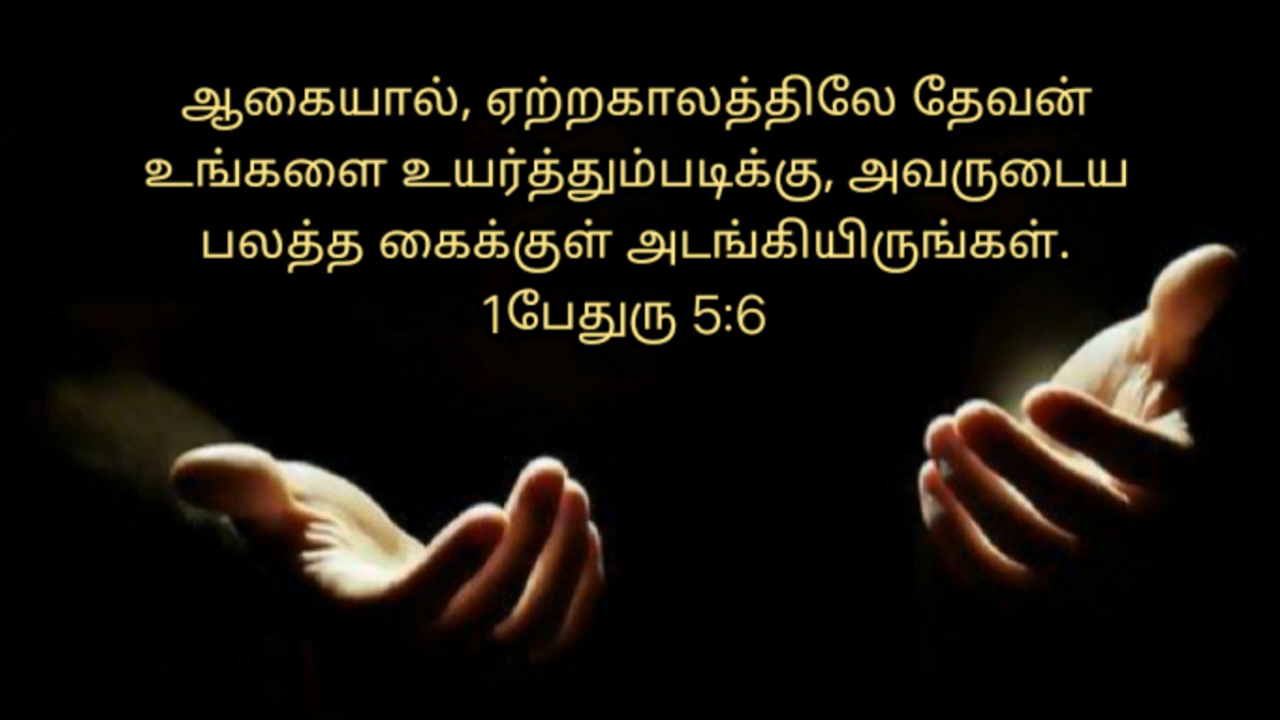 ஆகையால், ஏற்றகாலத்திலே தேவன்
உங்களை உயர்த்தும்படிக்கு, அவருடைய
பலத்த கைக்குள் அடங்கியிருங்கள்.
1பேதுரு 5:6